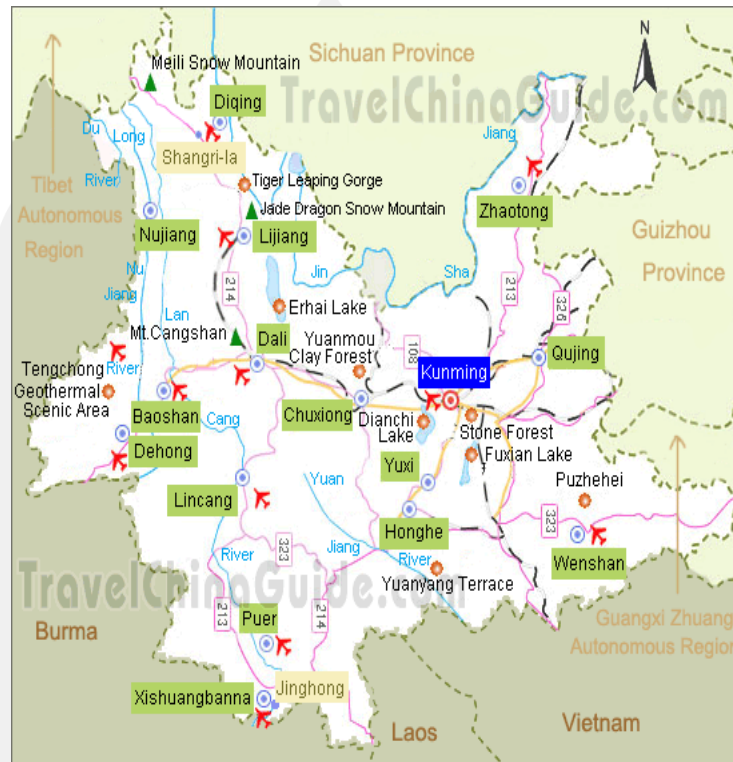 Sichuan Province
N
Meili Snow Mountain
TravelChinaGuide.com
Diqing
Du
Long
River
Jiang
Shangri-la
Tiger Leaping Gorge
Tibet
Autonomous
Region
Zhaotong
Jade Dragon Snow Mountain
Nujiang
Lijiang
Guizhou
Province
Nu
Jiang
Jin
Sha
214
213
326
Lan
Erhai Lake
Mt.Cangshan
Dali
Yuanmou
Clay Forest
108
Qujing
Tengchong
Geothermal
Scenic Area
River
Kunming
Baoshan
Cang
Chuxiong
Dianchi
Lake
Stone Forest
Fuxian Lake
Dehong
Yuxi
Yuan
Puzhehei
Lincang
Honghe
323
323
Jiang
River
River
Wenshan
TravelChinaGuide.com
Yuanyang Terrace
Burma
213
214
Puer
Guangxi Zhuang
Autonomous Region
Xishuangbanna
Jinghong
Laos
Vietnam